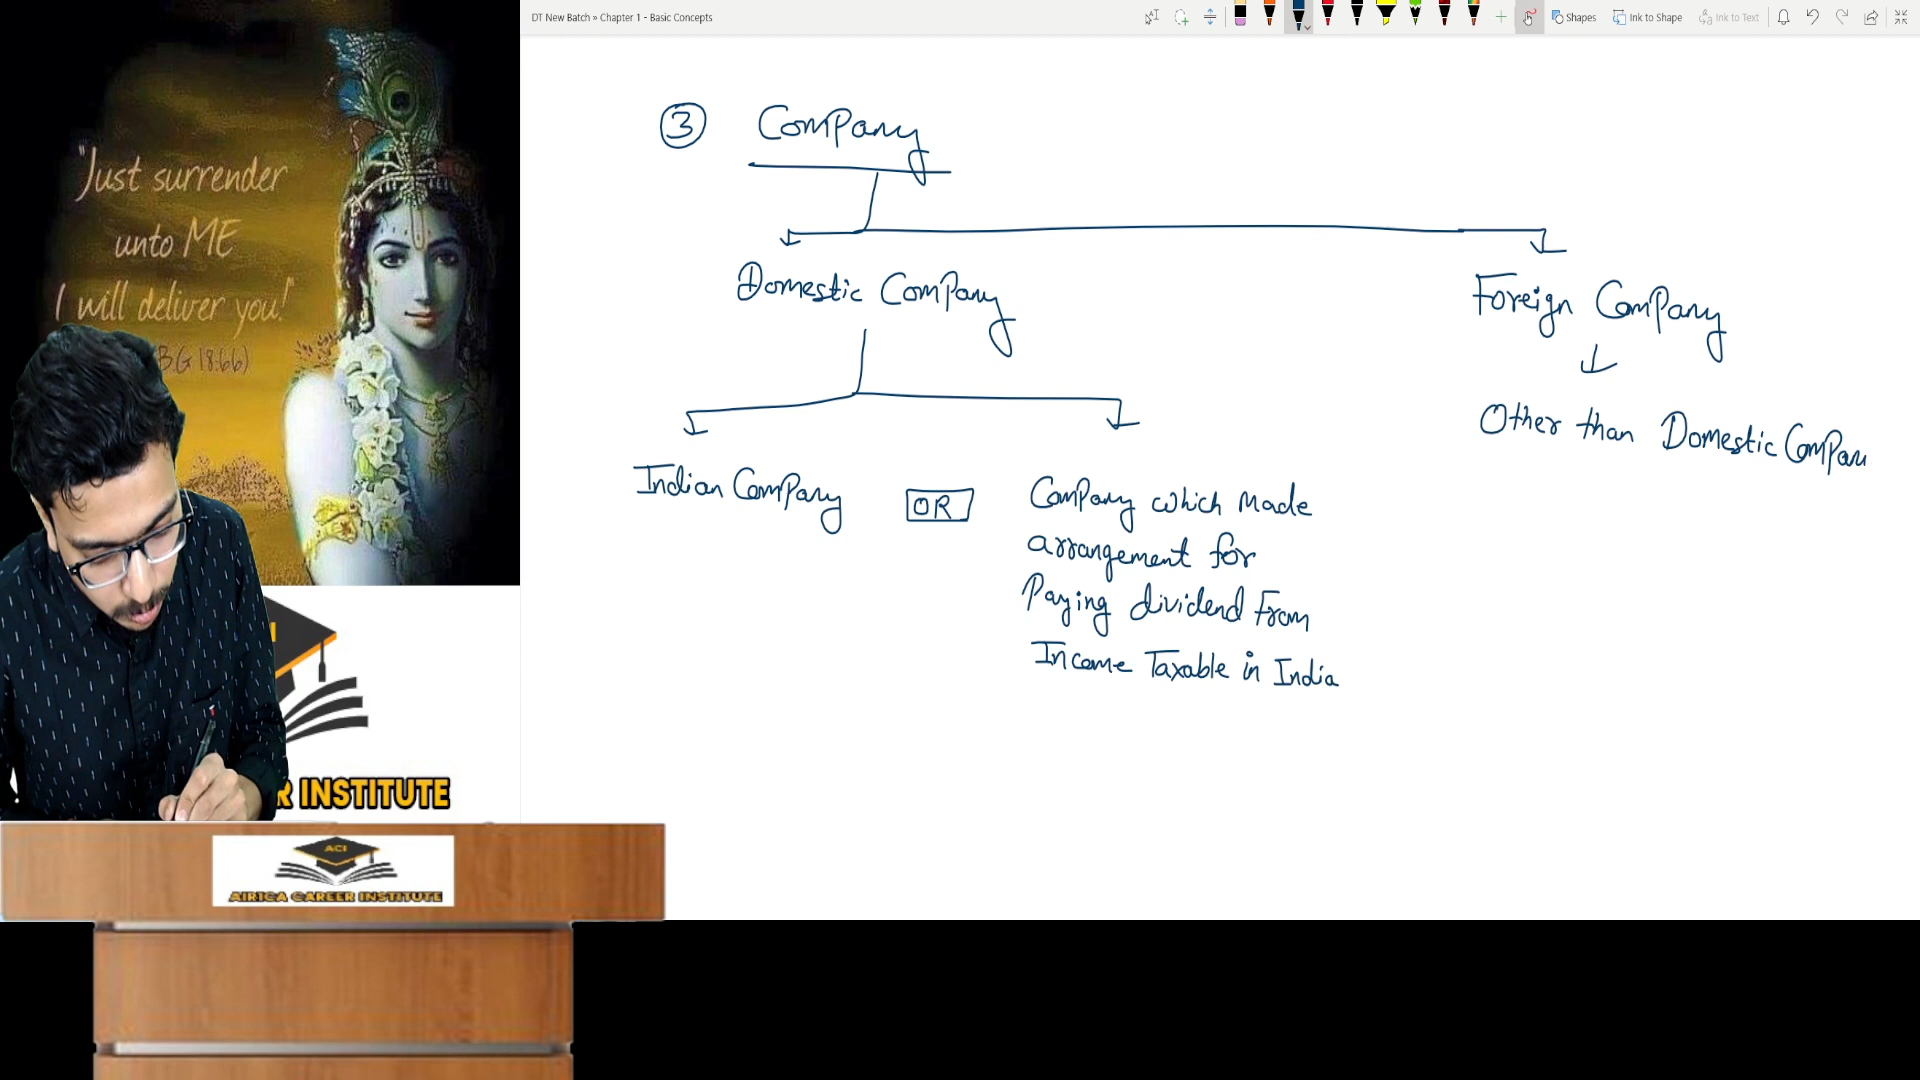 DT New Batch » Chapter 1 - Basic Concepts
Shapes
Ink to Shape
Ink to Text
"Just surrender
unto ME
I will deliver you!"
B.G 18:66)
③ Company
Domestic Company
Foreign Company
Other than Domestic Compan
Indian Company
OR
Company which made
arrangement for
Paying dividend From
Income Taxable in India
R INSTITUTE
ACI
AIRICA CAREER INSTITUTE